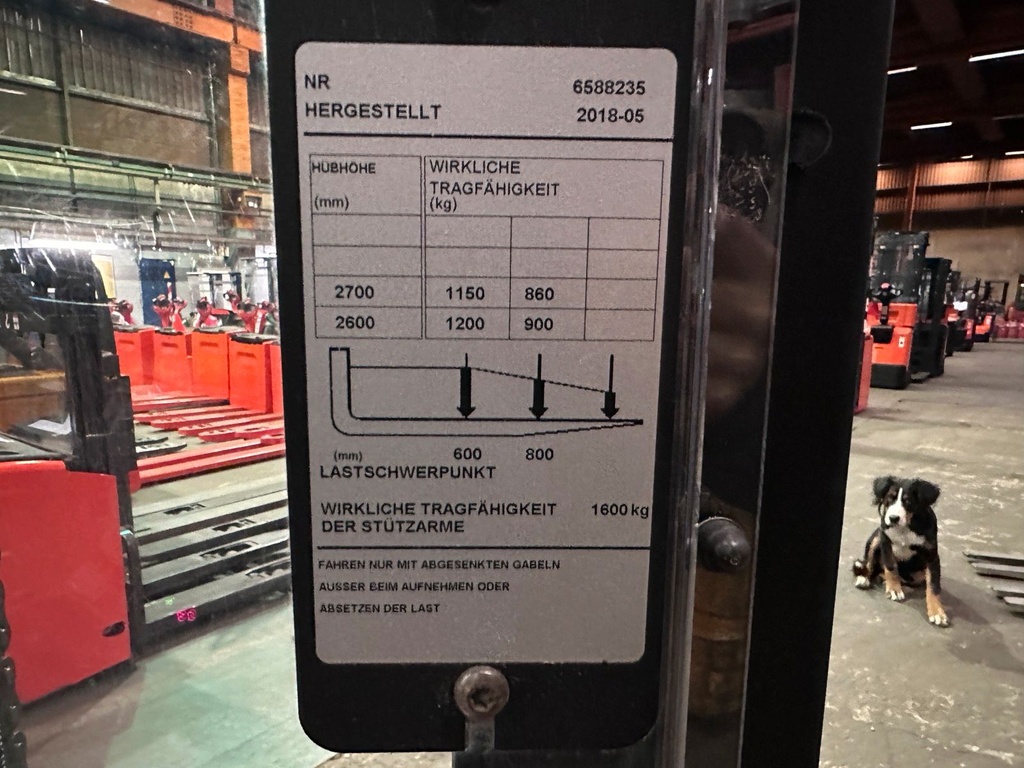 NR 6588235
HERGESTELLT 2018-05
HUBHÖHE WIRKLICHE
TRAGFÄHIGKEIT
(mm) (kg)
2700 1150 860
2600 1200 900
(mm) 600 800
LASTSCHWERPUNKT
WIRKLICHE TRAGFÄHIGKEIT 1600 kg
DER STÜTZARME
FAHREN NUR MIT ABGESENKTEN GABELN
AUSSER BEIM AUFNEHMEN ODER
ABSETZEN DER LAST